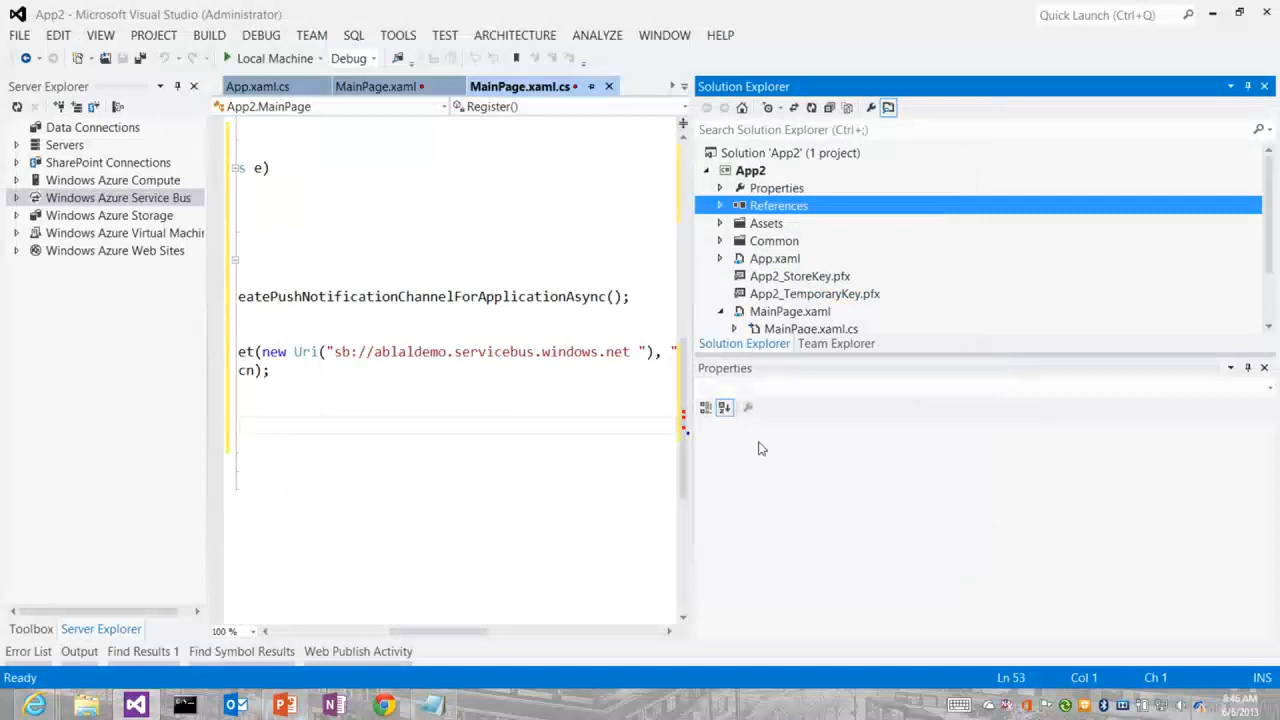 App2 - Microsoft Visual Studio (Administrator)
Quick Launch (Ctrl+Q)
FILE EDIT VIEW PROJECT BUILD DEBUG TEAM SQL TOOLS TEST ARCHITECTURE ANALYZE WINDOW HELP
Local Machine Debug
Server Explorer
Data Connections
Servers
SharePoint Connections
Windows Azure Compute
Windows Azure Service Bus
Windows Azure Storage
Windows Azure Virtual Machin
Windows Azure Web Sites
Toolbox Server Explorer
App.xaml.cs MainPage.xaml MainPage.xaml.cs
App2.MainPage Register()
s e)
eatePushNotificationChannelForApplicationAsync();
et(new Uri("sb://ablaldemo.servicebus.windows.net "), "
cn);
100 %
Solution Explorer
Search Solution Explorer (Ctrl+;)
Solution 'App2' (1 project)
App2
Properties
References
Assets
Common
App.xaml
App2_StoreKey.pfx
App2_TemporaryKey.pfx
MainPage.xaml
MainPage.xaml.cs
Solution Explorer Team Explorer
Properties
Error List Output Find Results 1 Find Symbol Results Web Publish Activity
Ready Ln 53 Col 1 Ch 1 INS
8:46 AM
6/6/2013